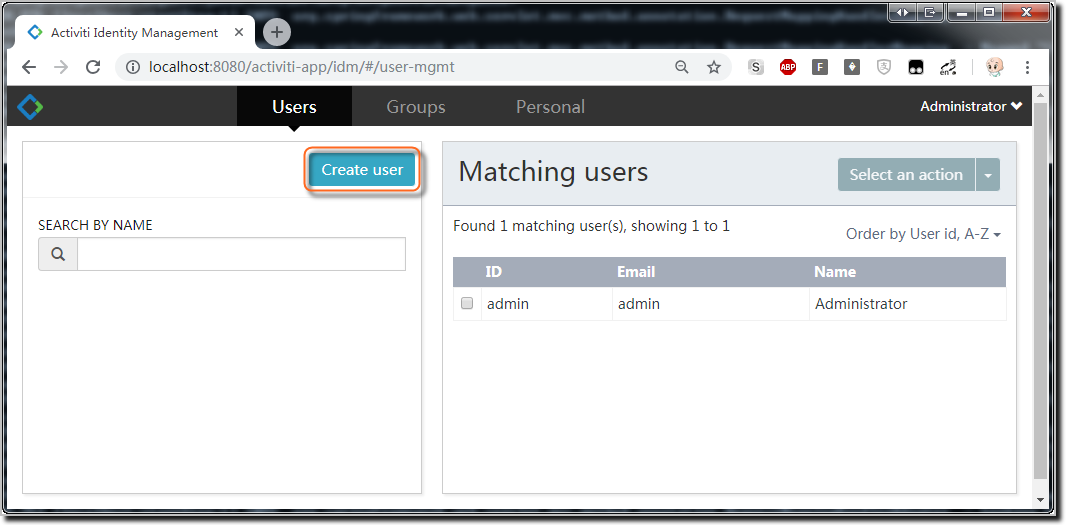 Activiti Identity Management
localhost:8080/activiti-app/idm/#/user-mgmt
S ABP F en
Users Groups Personal
Administrator
Create user
SEARCH BY NAME
Matching users
Select an action
Found 1 matching user(s), showing 1 to 1
Order by User id, A-Z
ID Email Name
admin admin Administrator